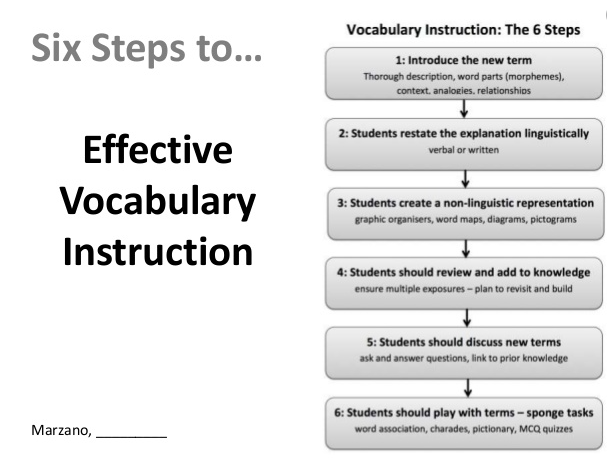 Six Steps to…
Effective
Vocabulary
Instruction
Marzano, _________
Vocabulary Instruction: The 6 Steps
1: Introduce the new term
Thorough description, word parts (morphemes),
context, analogies, relationships
2: Students restate the explanation linguistically
verbal or written
3: Students create a non-linguistic representation
graphic organisers, word maps, diagrams, pictograms
4: Students should review and add to knowledge
ensure multiple exposures – plan to revisit and build
5: Students should discuss new terms
ask and answer questions, link to prior knowledge
6: Students should play with terms – sponge tasks
word association, charades, pictionary, MCQ quizzes